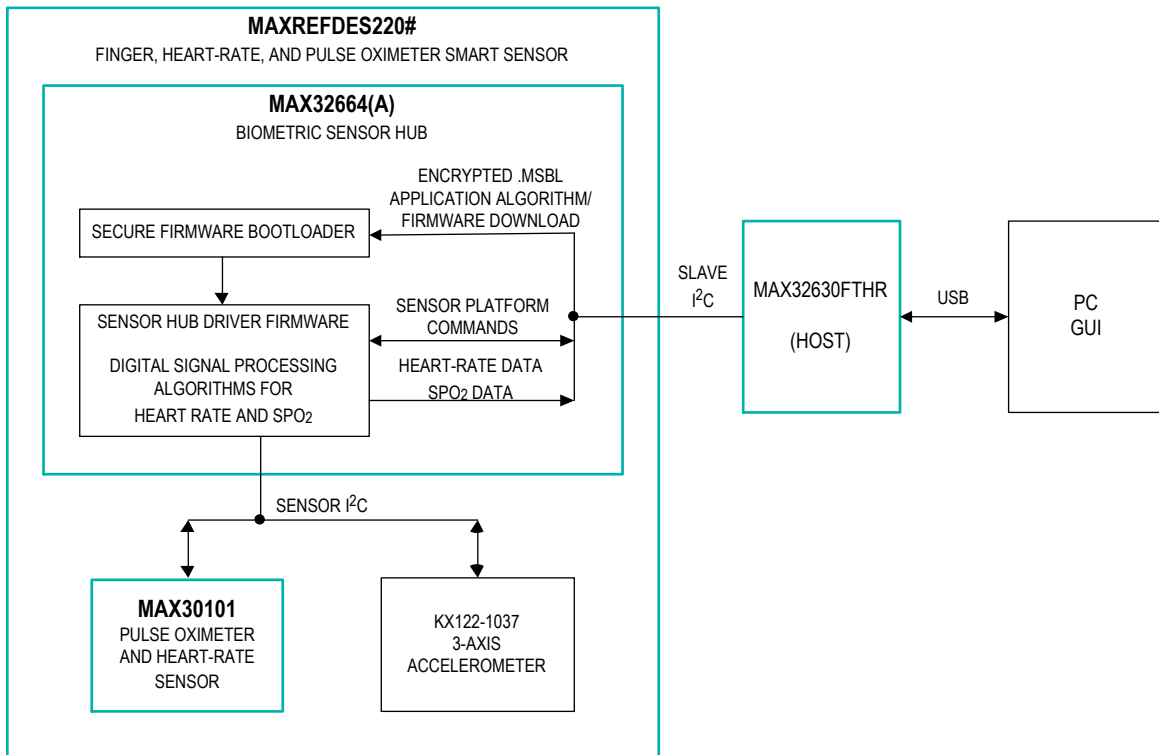 MAXREFDES220#
FINGER, HEART-RATE, AND PULSE OXIMETER SMART SENSOR
MAX32664(A)
BIOMETRIC SENSOR HUB
ENCRYPTED .MSBL
APPLICATION ALGORITHM/
FIRMWARE DOWNLOAD
SECURE FIRMWARE BOOTLOADER
SENSOR HUB DRIVER FIRMWARE
DIGITAL SIGNAL PROCESSING
ALGORITHMS FOR
HEART RATE AND SPO₂
SENSOR PLATFORM
COMMANDS
HEART-RATE DATA
SPO₂ DATA
SLAVE
I²C
MAX32630FTHR
(HOST)
USB
PC
GUI
SENSOR I²C
MAX30101
PULSE OXIMETER
AND HEART-RATE
SENSOR
KX122-1037
3-AXIS
ACCELEROMETER